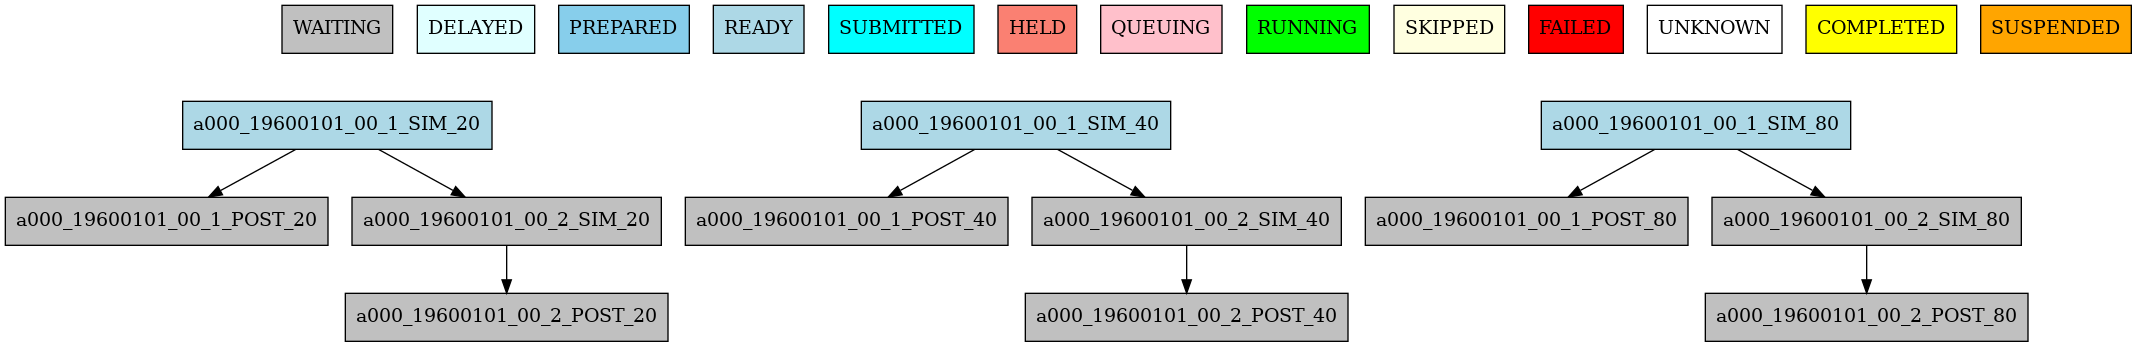 WAITING
DELAYED
PREPARED
READY
SUBMITTED
HELD
QUEUING
RUNNING
SKIPPED
FAILED
UNKNOWN
COMPLETED
SUSPENDED
a000_19600101_00_1_SIM_20
a000_19600101_00_1_SIM_40
a000_19600101_00_1_SIM_80
a000_19600101_00_1_POST_20
a000_19600101_00_2_SIM_20
a000_19600101_00_1_POST_40
a000_19600101_00_2_SIM_40
a000_19600101_00_1_POST_80
a000_19600101_00_2_SIM_80
a000_19600101_00_2_POST_20
a000_19600101_00_2_POST_40
a000_19600101_00_2_POST_80